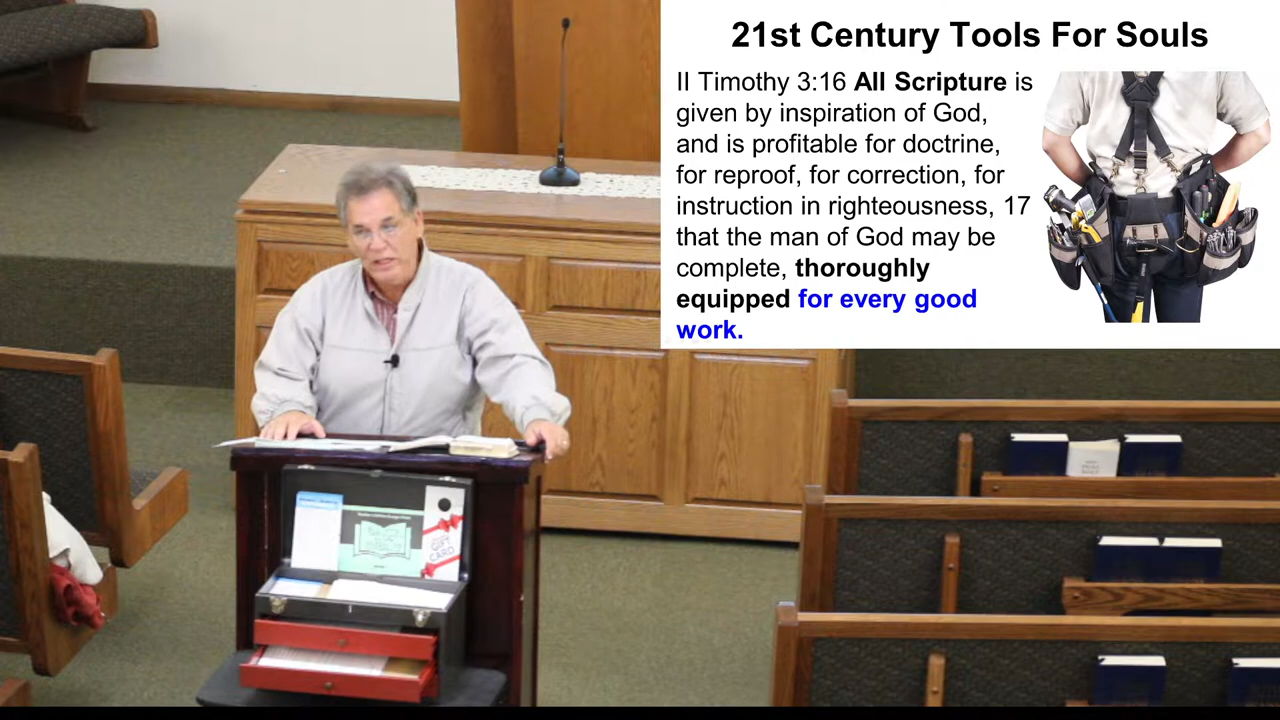 21st Century Tools For Souls
II Timothy 3:16 All Scripture is
given by inspiration of God,
and is profitable for doctrine,
for reproof, for correction, for
instruction in righteousness, 17
that the man of God may be
complete, thoroughly
equipped for every good
work.
GIFT
CARD